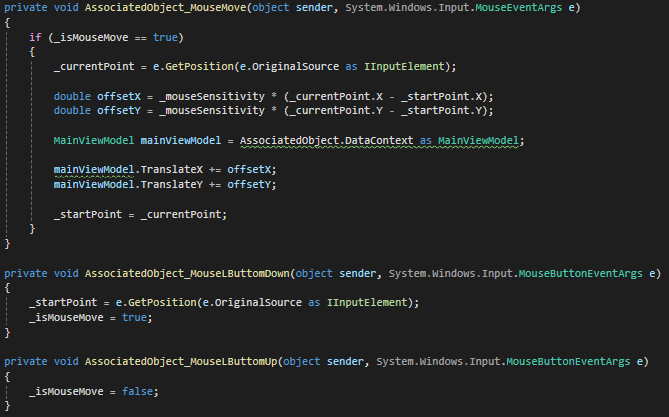 private void AssociatedObject_MouseMove(object sender, System.Windows.Input.MouseEventArgs e)
{
if (_isMouseMove == true)
{
_currentPoint = e.GetPosition(e.OriginalSource as IInputElement);
double offsetX = _mouseSensitivity * (_currentPoint.X - _startPoint.X);
double offsetY = _mouseSensitivity * (_currentPoint.Y - _startPoint.Y);
MainViewModel mainViewModel = AssociatedObject.DataContext as MainViewModel;
mainViewModel.TranslateX += offsetX;
mainViewModel.TranslateY += offsetY;
_startPoint = _currentPoint;
}
}
private void AssociatedObject_MouseLButtomDown(object sender, System.Windows.Input.MouseButtonEventArgs e)
{
_startPoint = e.GetPosition(e.OriginalSource as IInputElement);
_isMouseMove = true;
}
private void AssociatedObject_MouseLButtomUp(object sender, System.Windows.Input.MouseButtonEventArgs e)
{
_isMouseMove = false;
}